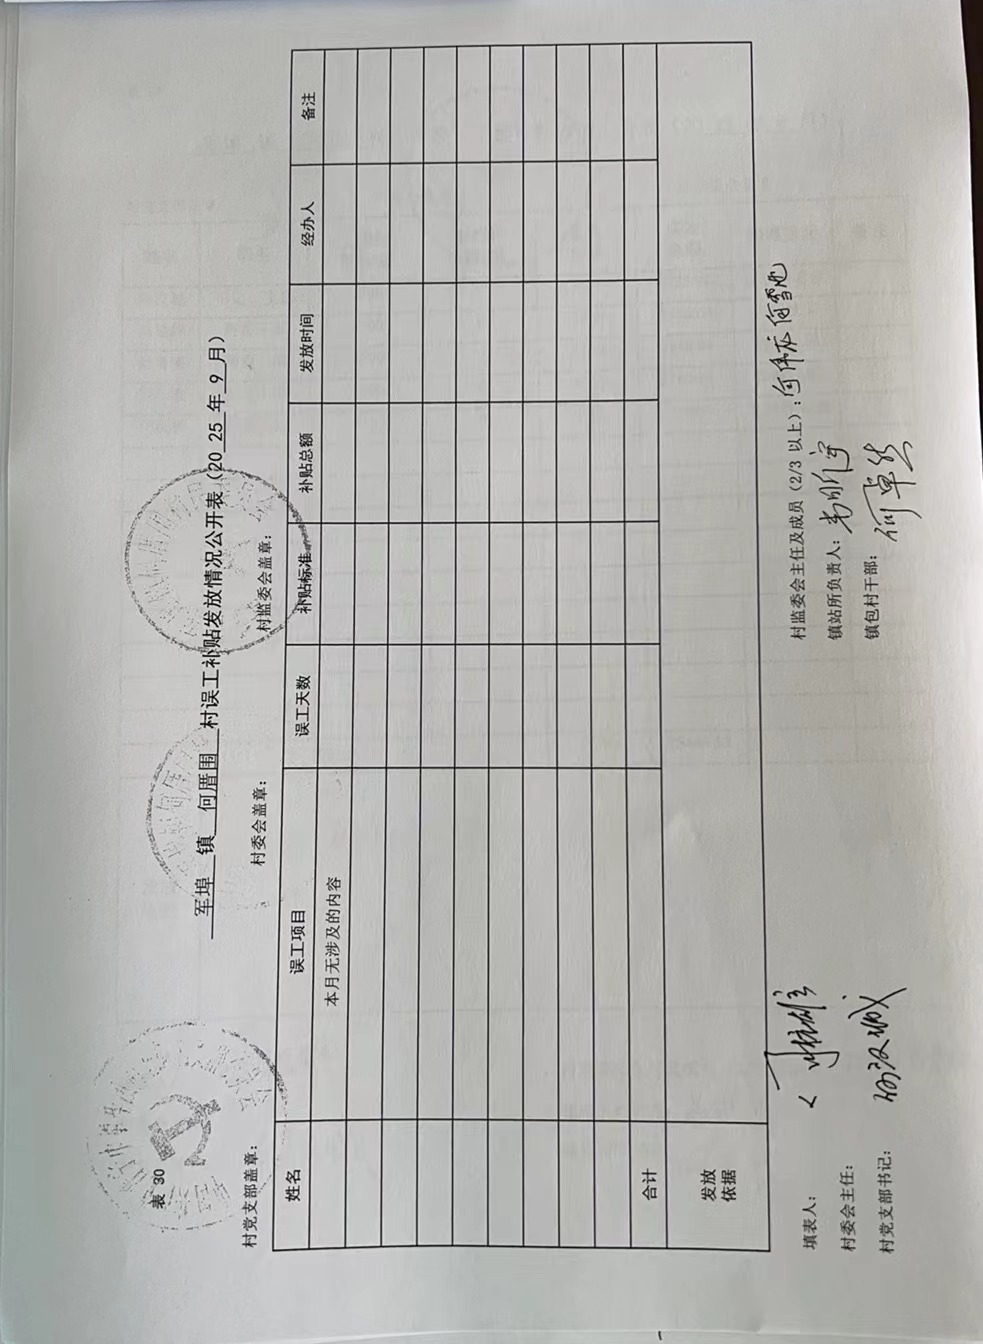 表 30
军埠 镇 何厝围 村误工补贴发放情况公开表（20 25 年 9 月）
村党支部盖章： 村委会盖章： 村监委会盖章：
姓名 误工项目 误工天数 补贴标准 补贴总额 发放时间 经办人 备注
本月无涉及的内容
合计
发放依据
填表人： 村监委会主任及成员（2/3 以上）：
村委会主任： 镇站所负责人：
村党支部书记： 镇包村干部：